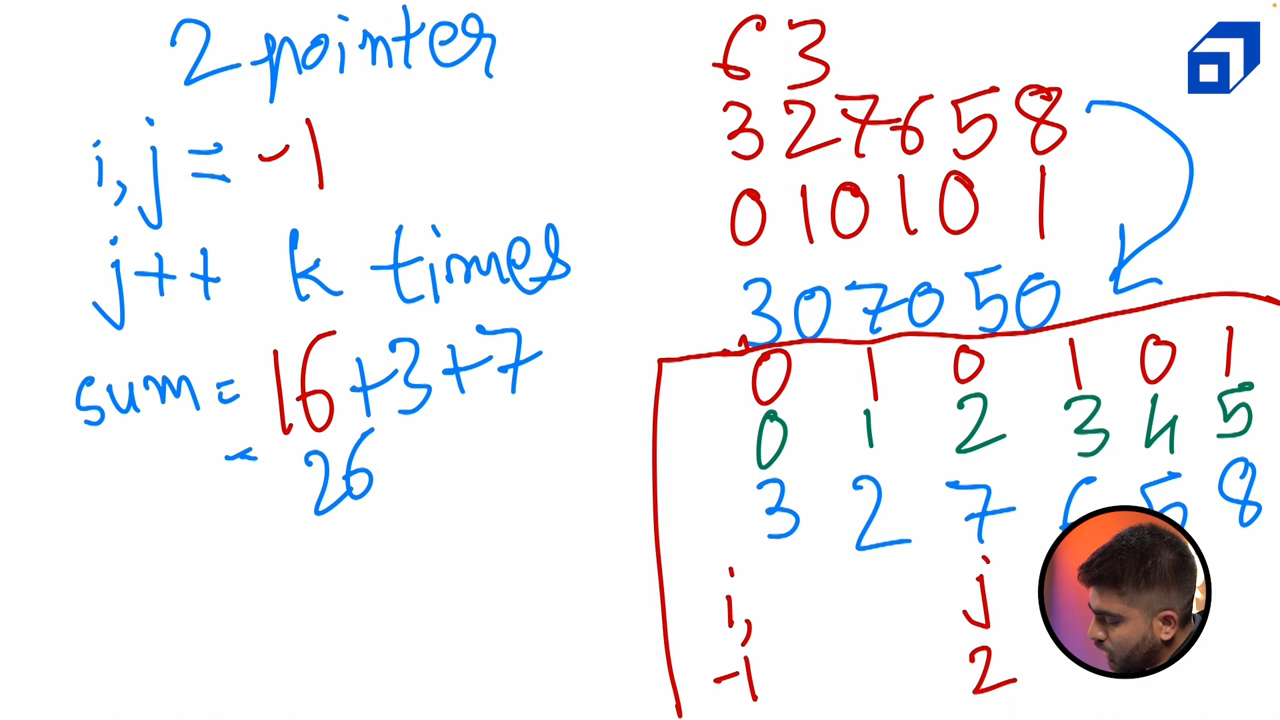 2 pointer
i, j = -1
j++ k times
sum = 16+3+7
= 26
6 3
3 2 7 6 5 8
0 1 0 1 0 1
3 0 7 0 5 0
0 1 0 1 0 1
0 1 2 3 4 5
3 2 7 6 5 8
i, j
-1 2